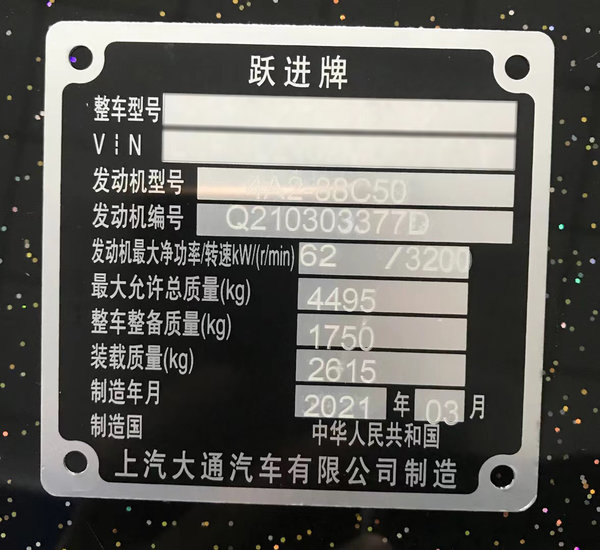 跃进牌
整车型号
VIN
发动机型号 4A2-88C50
发动机编号 Q210303377D
发动机最大净功率/转速kW/(r/min) 62 /3200
最大允许总质量(kg) 4495
整车整备质量(kg) 1750
装载质量(kg) 2615
制造年月 2021 年 03 月
制造国 中华人民共和国
上汽大通汽车有限公司制造